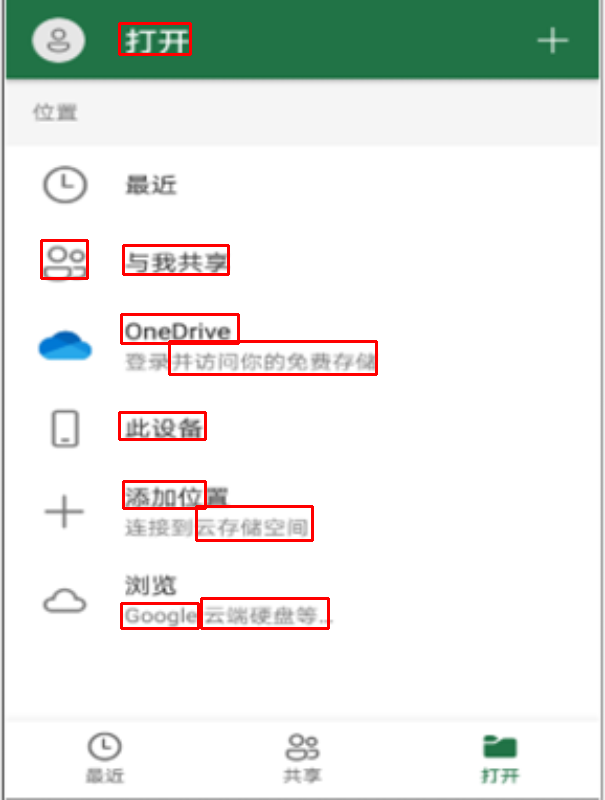 打开
位置
最近
与我共享
OneDrive
登录并访问你的免费存储
此设备
添加位置
连接到云存储空间
浏览
Google 云端硬盘等...
最近
共享
打开